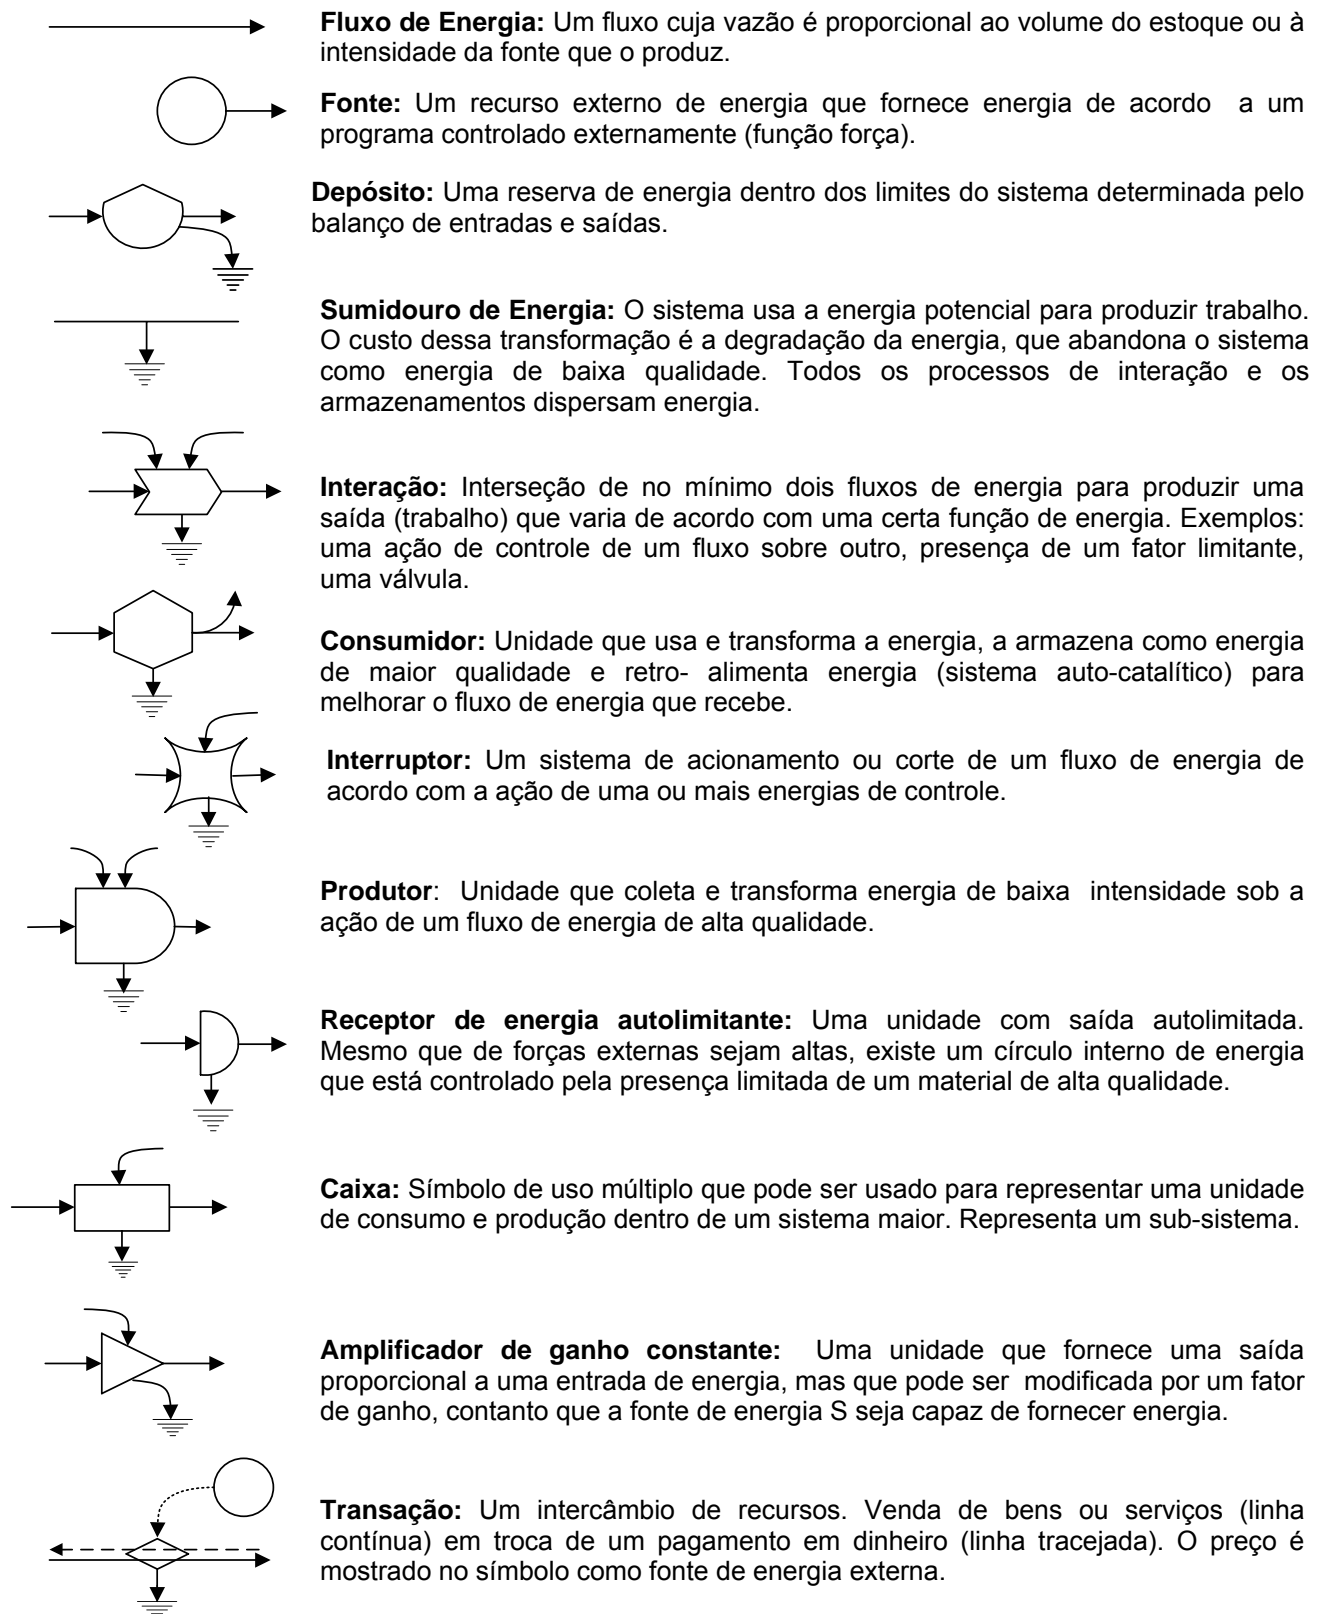 Fluxo de Energia: Um fluxo cuja vazão é proporcional ao volume do estoque ou à
intensidade da fonte que o produz.
Fonte: Um recurso externo de energia que fornece energia de acordo a um
programa controlado externamente (função força).
Depósito: Uma reserva de energia dentro dos limites do sistema determinada pelo
balanço de entradas e saídas.
Sumidouro de Energia: O sistema usa a energia potencial para produzir trabalho.
O custo dessa transformação é a degradação da energia, que abandona o sistema
como energia de baixa qualidade. Todos os processos de interação e os
armazenamentos dispersam energia.
Interação: Interseção de no mínimo dois fluxos de energia para produzir uma
saída (trabalho) que varia de acordo com uma certa função de energia. Exemplos:
uma ação de controle de um fluxo sobre outro, presença de um fator limitante,
uma válvula.
Consumidor: Unidade que usa e transforma a energia, a armazena como energia
de maior qualidade e retro- alimenta energia (sistema auto-catalítico) para
melhorar o fluxo de energia que recebe.
Interruptor: Um sistema de acionamento ou corte de um fluxo de energia de
acordo com a ação de uma ou mais energias de controle.
Produtor: Unidade que coleta e transforma energia de baixa intensidade sob a
ação de um fluxo de energia de alta qualidade.
Receptor de energia autolimitante: Uma unidade com saída autolimitada.
Mesmo que de forças externas sejam altas, existe um círculo interno de energia
que está controlado pela presença limitada de um material de alta qualidade.
Caixa: Símbolo de uso múltiplo que pode ser usado para representar uma unidade
de consumo e produção dentro de um sistema maior. Representa um sub-sistema.
Amplificador de ganho constante: Uma unidade que fornece uma saída
proporcional a uma entrada de energia, mas que pode ser modificada por um fator
de ganho, contanto que a fonte de energia S seja capaz de fornecer energia.
Transação: Um intercâmbio de recursos. Venda de bens ou serviços (linha
contínua) em troca de um pagamento em dinheiro (linha tracejada). O preço é
mostrado no símbolo como fonte de energia externa.